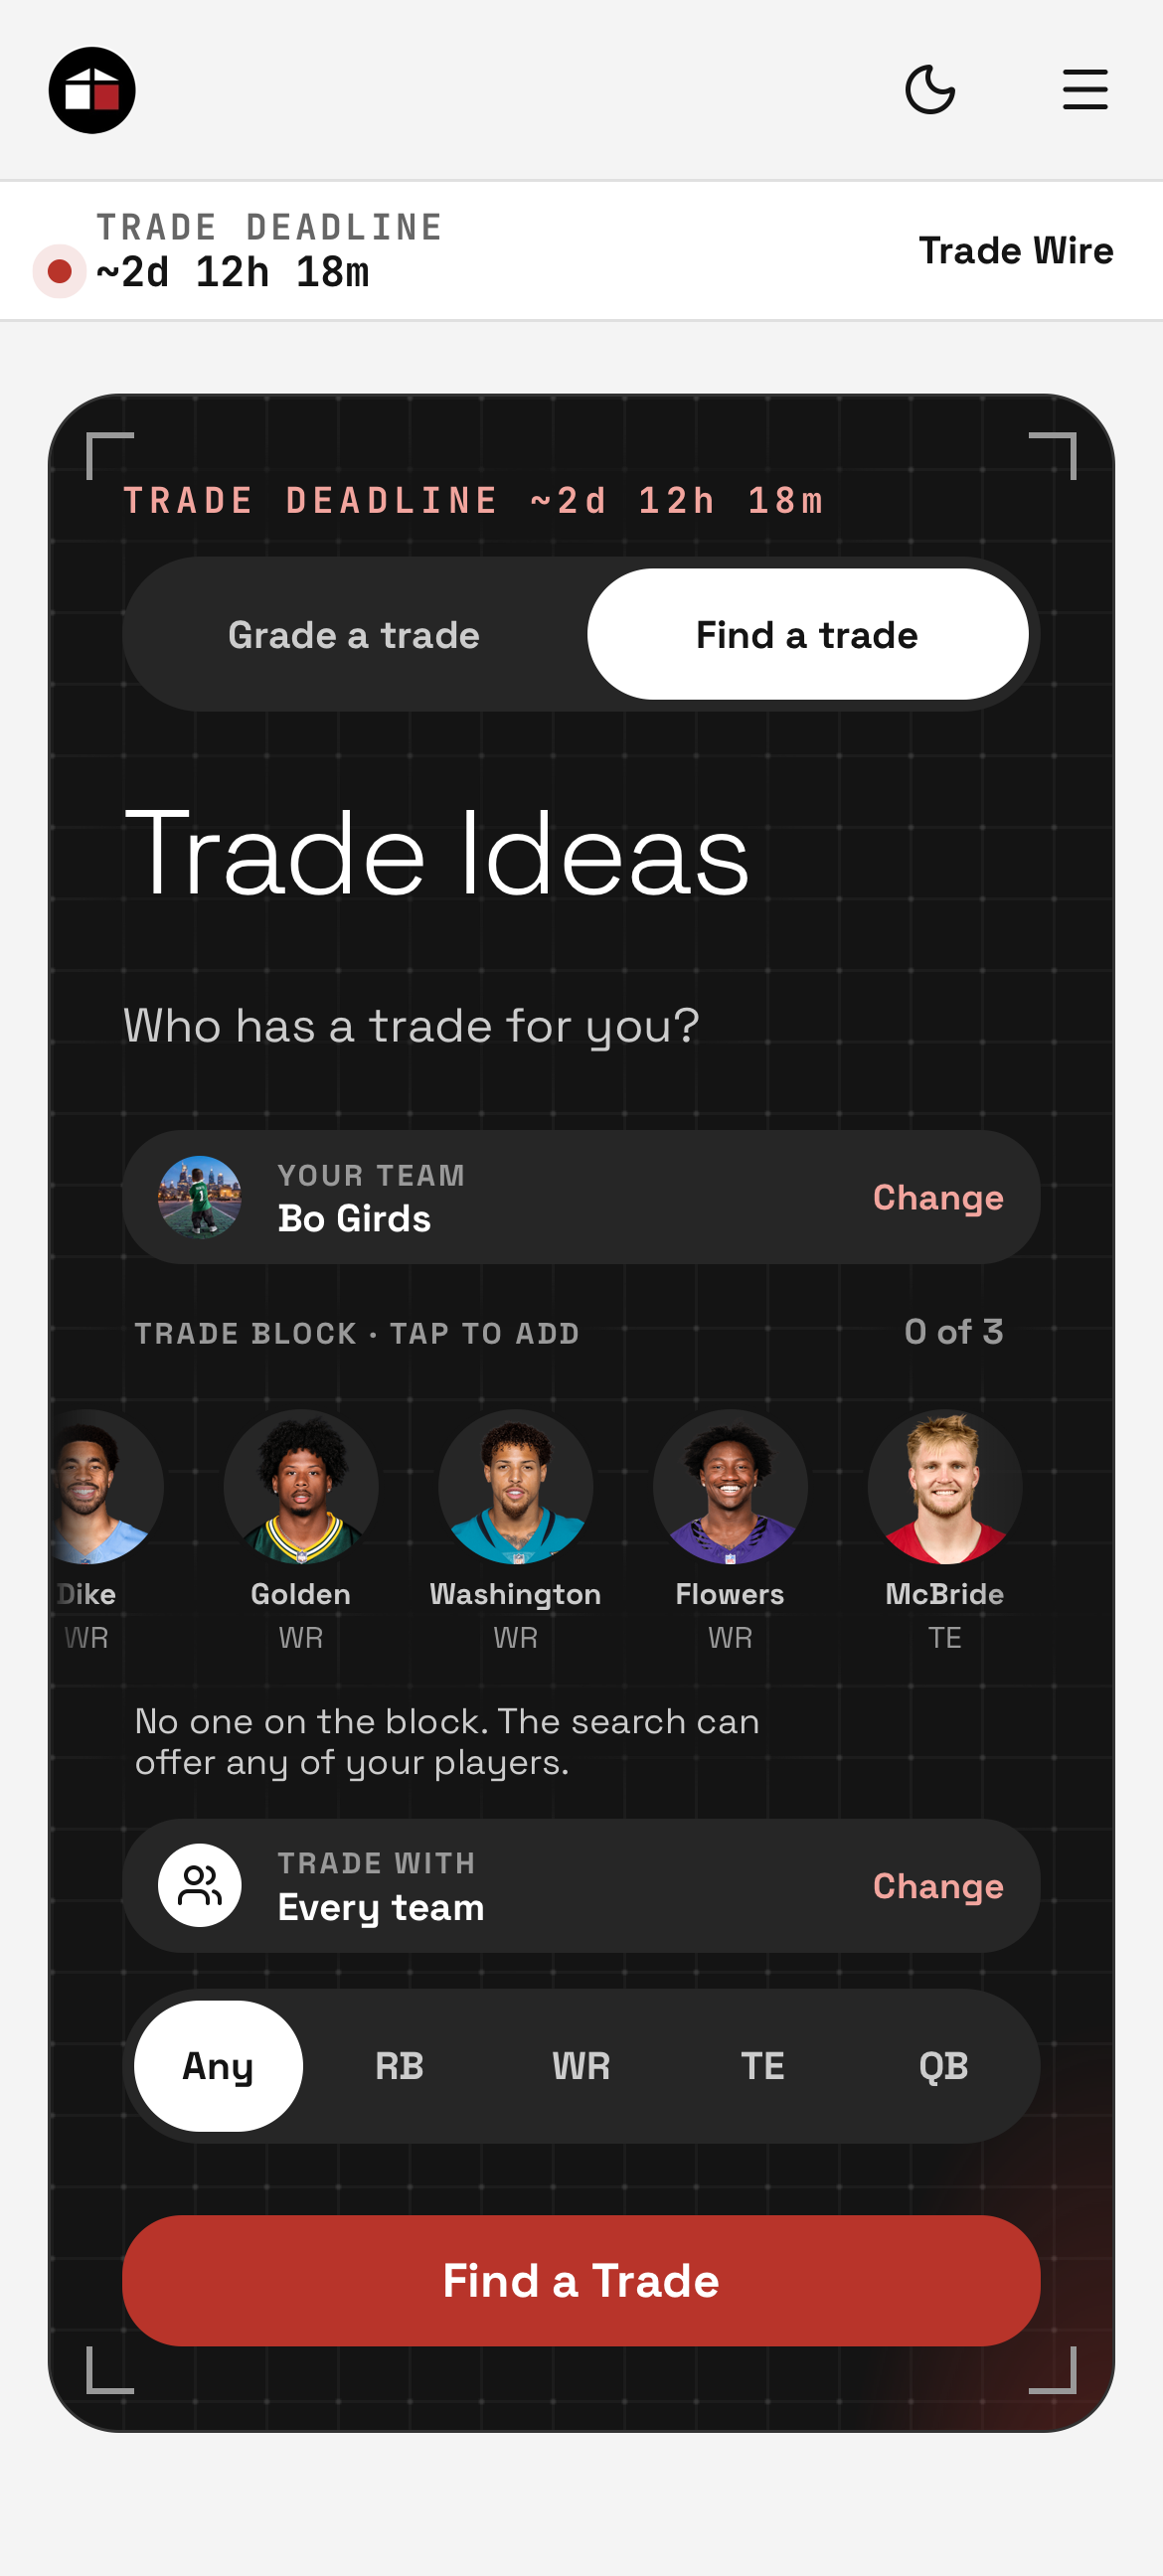 TRADE DEADLINE
~2d 12h 18m
Trade Wire
TRADE DEADLINE ~2d 12h 18m
Grade a trade
Find a trade
Trade Ideas
Who has a trade for you?
YOUR TEAM
Bo Girds
Change
TRADE BLOCK · TAP TO ADD
0 of 3
Dike
WR
Golden
WR
Washington
WR
Flowers
WR
McBride
TE
No one on the block. The search can
offer any of your players.
TRADE WITH
Every team
Change
Any
RB
WR
TE
QB
Find a Trade